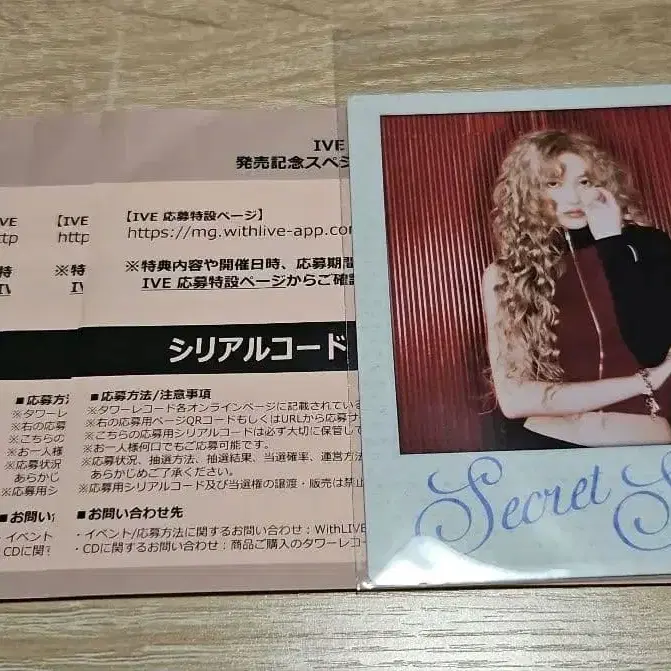 IVE
発売記念スペシ
【IVE 応募特設ページ】
https://mg.withlive-app.com
※特典内容や開催日時、応募期間
IVE 応募特設ページからご確認
シリアルコード
■応募方法/注意事項
※タワーレコード各オンラインページに記載されている
※右の応募用ページQRコードもしくはURLから応募
※こちらの応募用シリアルコードは必ず大切に保管して
※お一人様何口でもご応募可能です。
※応募状況、抽選方法、抽選結果、当選確率、運営方法
あらかじめご了承ください。
※応募用シリアルコード及び当選権の譲渡・販売は禁止
■お問い合わせ先
・イベント/応募方法に関するお問い合わせ：WithLIVE
・CDに関するお問い合わせ：商品ご購入のタワーレコ
IVE
ttp
特
■応募
※タワーレ
※右の応募
※こちらの
※お一人様
※応募状況
あらかじめ
※応募用シ
■お問い
・イベン
・CDに関
【IVE
http
※特
Secret S